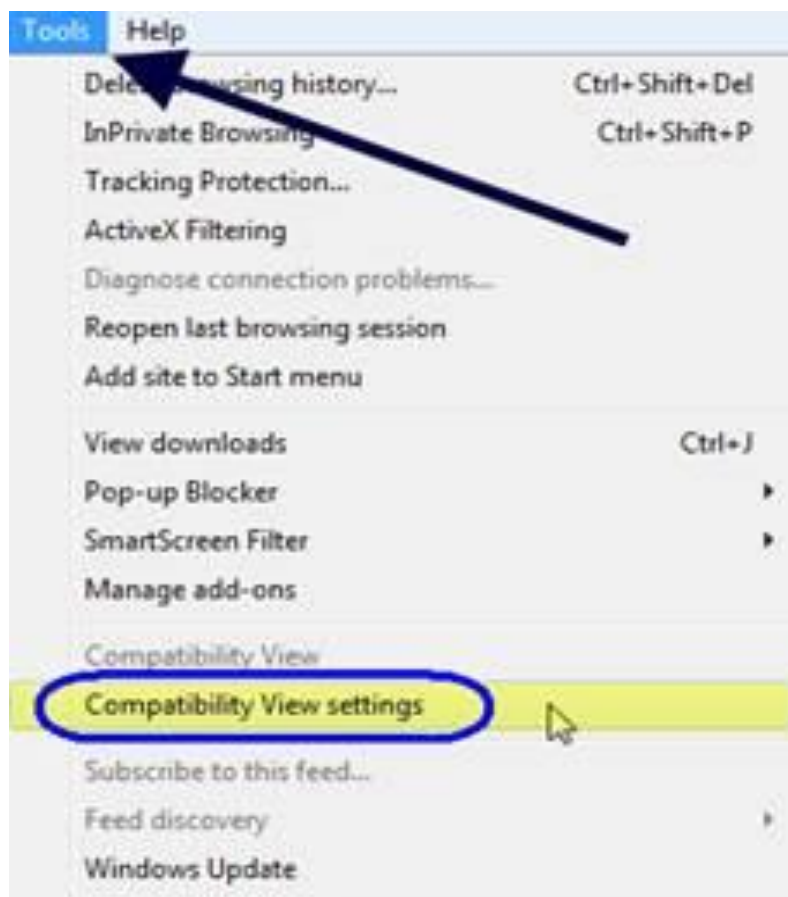 Tools Help
Delete browsing history... Ctrl+Shift+Del
InPrivate Browsing Ctrl+Shift+P
Tracking Protection...
ActiveX Filtering
Diagnose connection problems...
Reopen last browsing session
Add site to Start menu
View downloads Ctrl+J
Pop-up Blocker
SmartScreen Filter
Manage add-ons
Compatibility View
Compatibility View settings
Subscribe to this feed...
Feed discovery
Windows Update